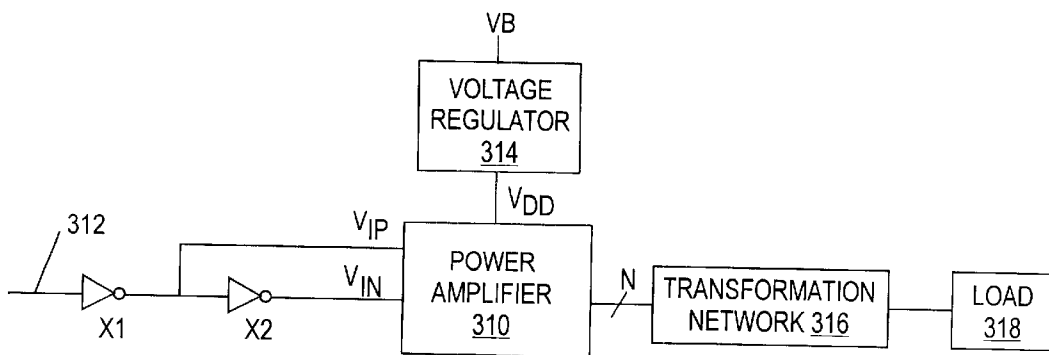 VB
VOLTAGE
REGULATOR
314
VDD
312
VIP
VIN
X1
X2
POWER
AMPLIFIER
310
N
TRANSFORMATION
NETWORK 316
LOAD
318